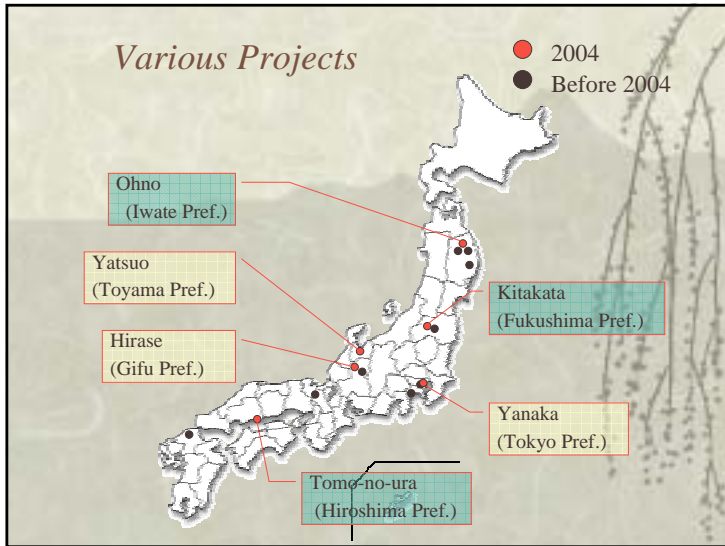 Various Projects
2004
Before 2004
Ohno
(Iwate Pref.)
Yatsuo
(Toyama Pref.)
Hirase
(Gifu Pref.)
Kitakata
(Fukushima Pref.)
Yanaka
(Tokyo Pref.)
Tomo-no-ura
(Hiroshima Pref.)